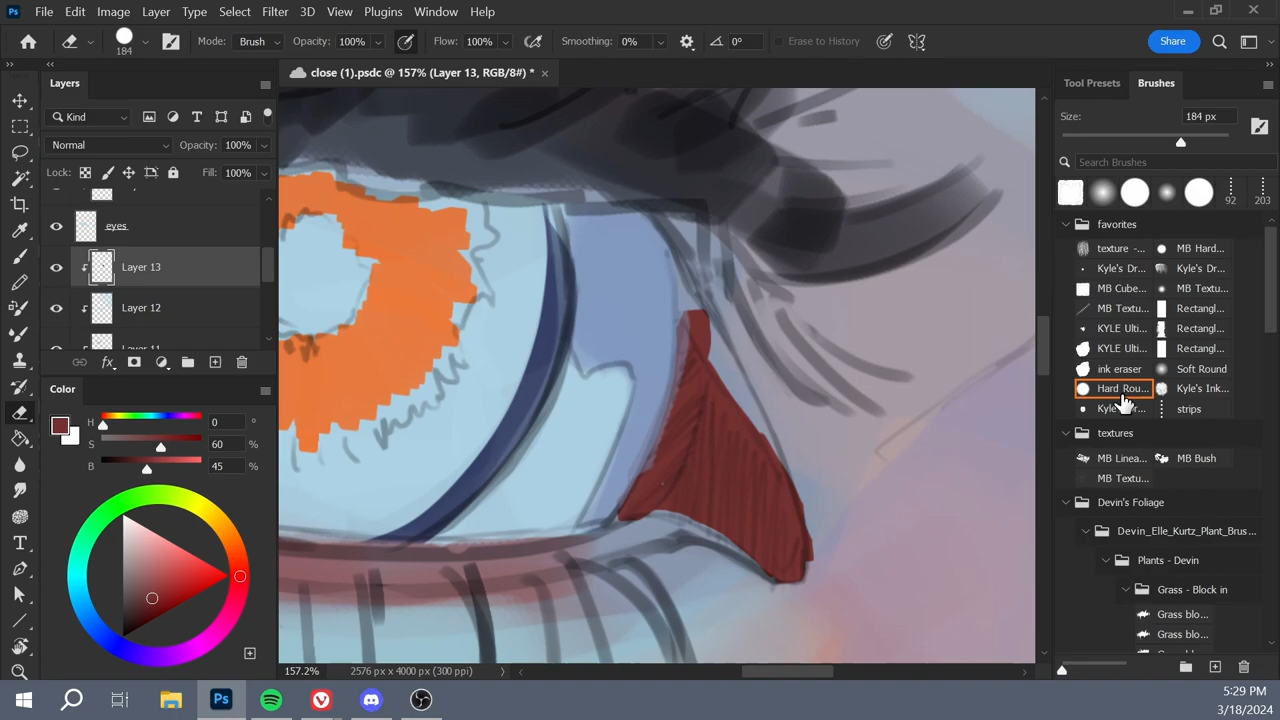 Ps File Edit Image Layer Type Select Filter 3D View Plugins Window Help
184 Mode: Brush Opacity: 100% Flow: 100% Smoothing: 0% 0° Erase to History Share
Layers
close (1).psdc @ 157% (Layer 13, RGB/8#) *
Tool Presets Brushes
Kind
Size: 184 px
Normal Opacity: 100%
Search Brushes
Lock: Fill: 100%
92 203
favorites
eyes
texture -... MB Hard...
Kyle's Dr... Kyle's Dr...
Layer 13
MB Cube... MB Textu...
MB Textu... Rectangl...
Layer 12
KYLE Ulti... Rectangl...
KYLE Ulti... Rectangl...
fx
ink eraser Soft Round
Color
Hard Rou... Kyle's Ink...
strips
H 0 °
textures
S 60 %
MB Linea... MB Bush
B 45 %
MB Textu...
Devin's Foliage
Devin_Elle_Kurtz_Plant_Brus...
Plants - Devin
Grass - Block in
Grass blo...
Grass blo...
157.2% 2576 px x 4000 px (300 ppi)
Ps
5:29 PM
3/18/2024